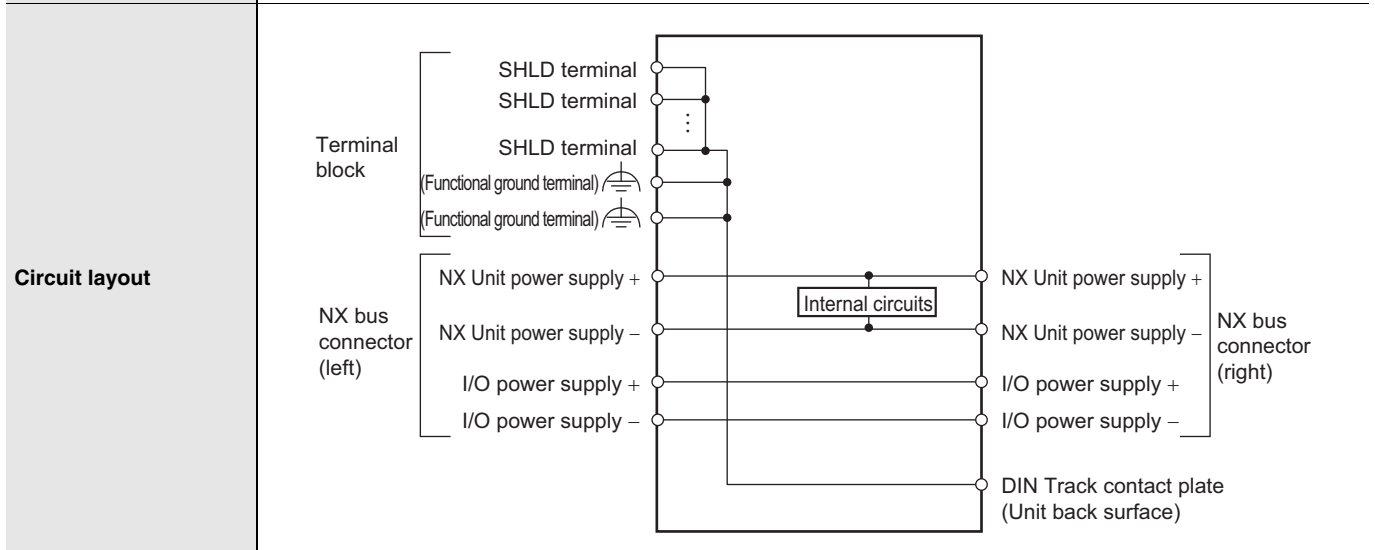 Circuit layout
Terminal
block
SHLD terminal
SHLD terminal
⋮
SHLD terminal
(Functional ground terminal)
(Functional ground terminal)
NX bus
connector
(left)
NX Unit power supply +
NX Unit power supply −
I/O power supply +
I/O power supply −
Internal circuits
NX Unit power supply +
NX Unit power supply −
I/O power supply +
I/O power supply −
NX bus
connector
(right)
DIN Track contact plate
(Unit back surface)